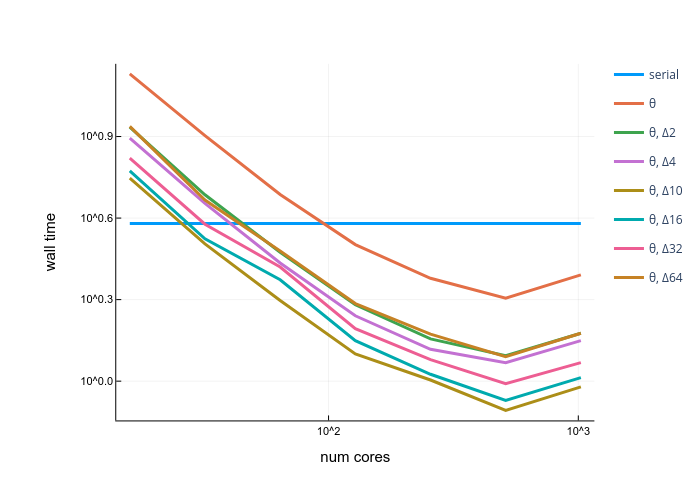 10^0.9
10^0.6
10^0.3
10^0.0
wall time
10^2
10^3
num cores
serial
θ
θ, Δ2
θ, Δ4
θ, Δ10
θ, Δ16
θ, Δ32
θ, Δ64